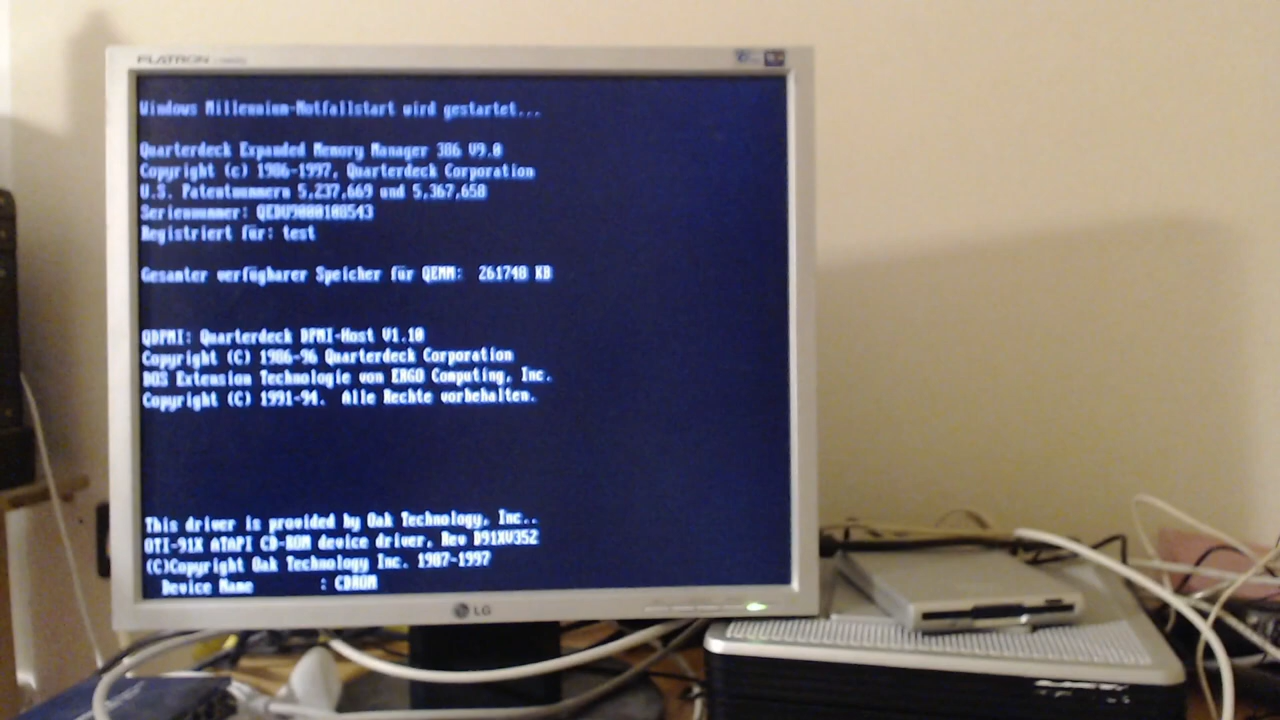 FLATRON
Windows Millennium-Notfallstart wird gestartet...
Quarterdeck Expanded Memory Manager 386 V9.0
Copyright (c) 1986-1997, Quarterdeck Corporation
U.S. Patentnummern 5,237,669 und 5,367,658
Seriennummer: QEDU9000108543
Registriert für: test
Gesamter verfügbarer Speicher für QEMM: 261748 KB
QDPMI: Quarterdeck DPMI-Host V1.10
Copyright (C) 1986-96 Quarterdeck Corporation
DOS Extension Technologie von ERGO Computing, Inc.
Copyright (C) 1991-94. Alle Rechte vorbehalten.
This driver is provided by Oak Technology, Inc..
OTI-91X ATAPI CD-ROM device driver, Rev D91XV352
(C)Copyright Oak Technology Inc. 1987-1997
Device Name : CDROM
LG